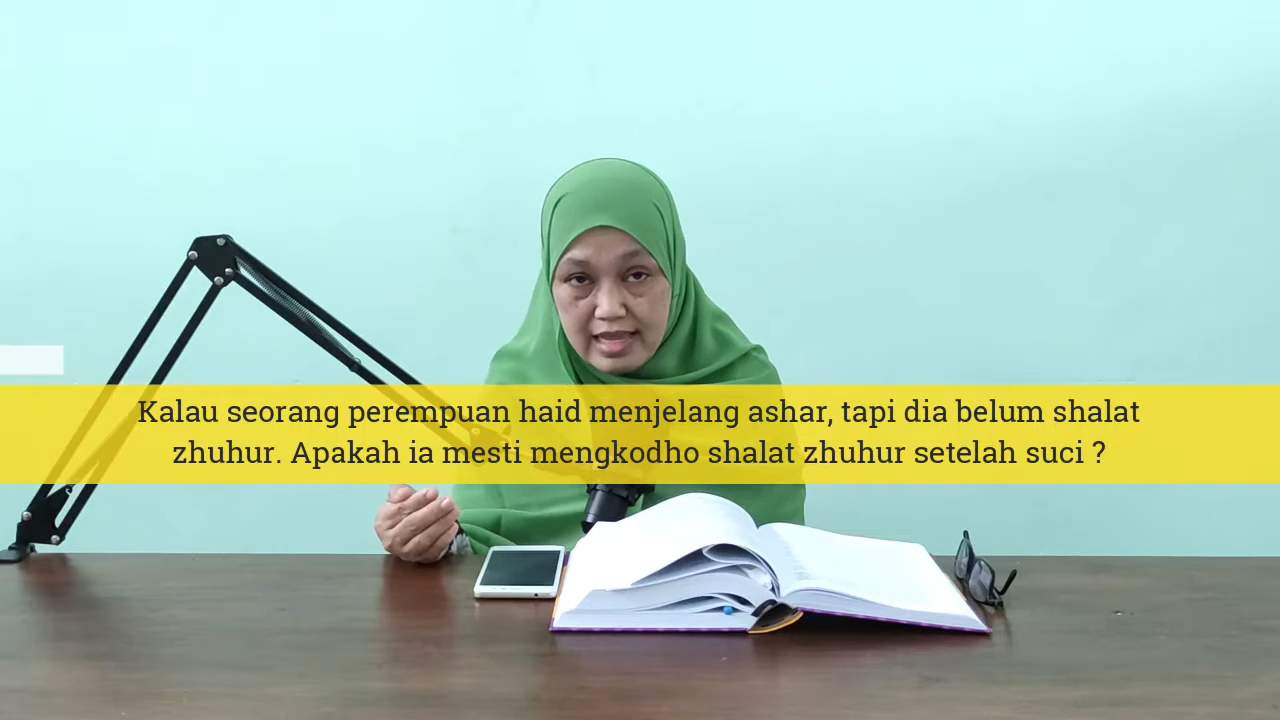 Kalau seorang perempuan haid menjelang ashar, tapi dia belum shalat
zhuhur. Apakah ia mesti mengkodho shalat zhuhur setelah suci ?